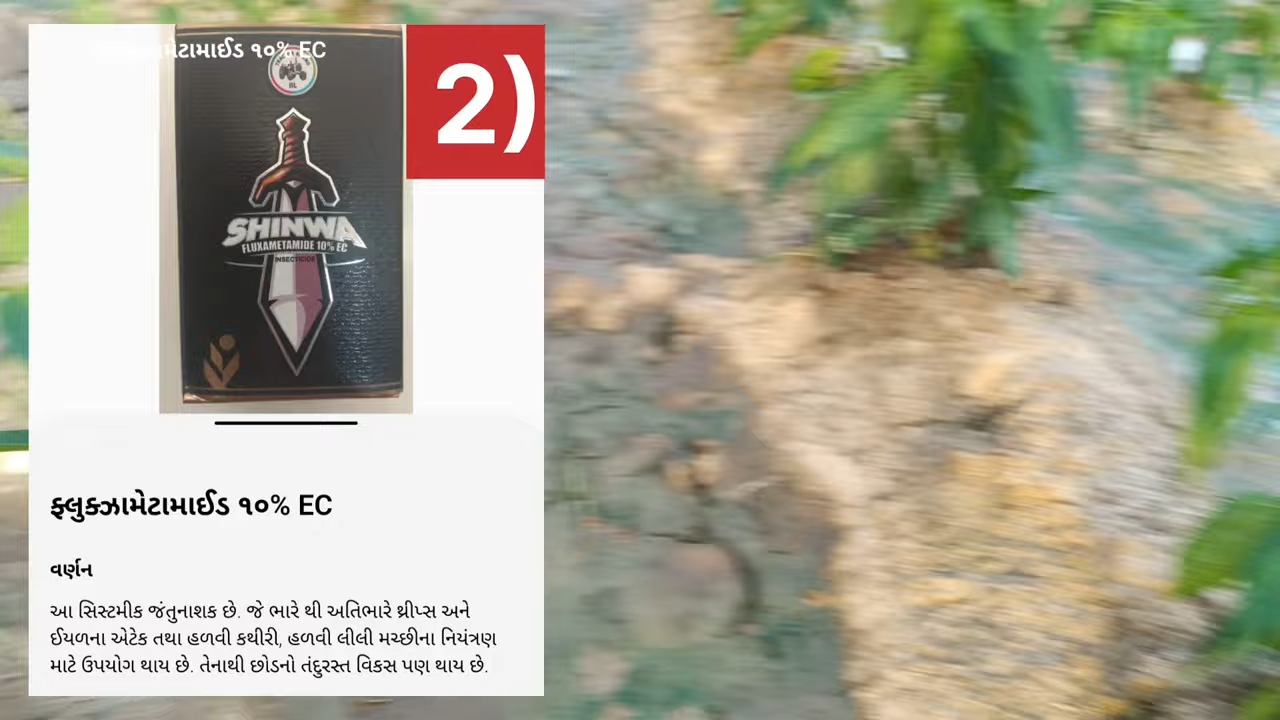 મેટામાઈડ ૧૦% EC
2)
IIL
SHINWA
FLUXAMETAMIDE 10% EC
INSECTICIDE
ફ્લુક્ઝામેટામાઈડ ૧૦% EC
વર્ણન
આ સિસ્ટમીક જંતુનાશક છે. જે ભારે થી અતિભારે થ્રીપ્સ અને
ઈયળના એટેક તથા હળવી કથીરી, હળવી લીલી મચ્છીના નિયંત્રણ
માટે ઉપયોગ થાય છે. તેનાથી છોડનો તંદુરસ્ત વિકસ પણ થાય છે.